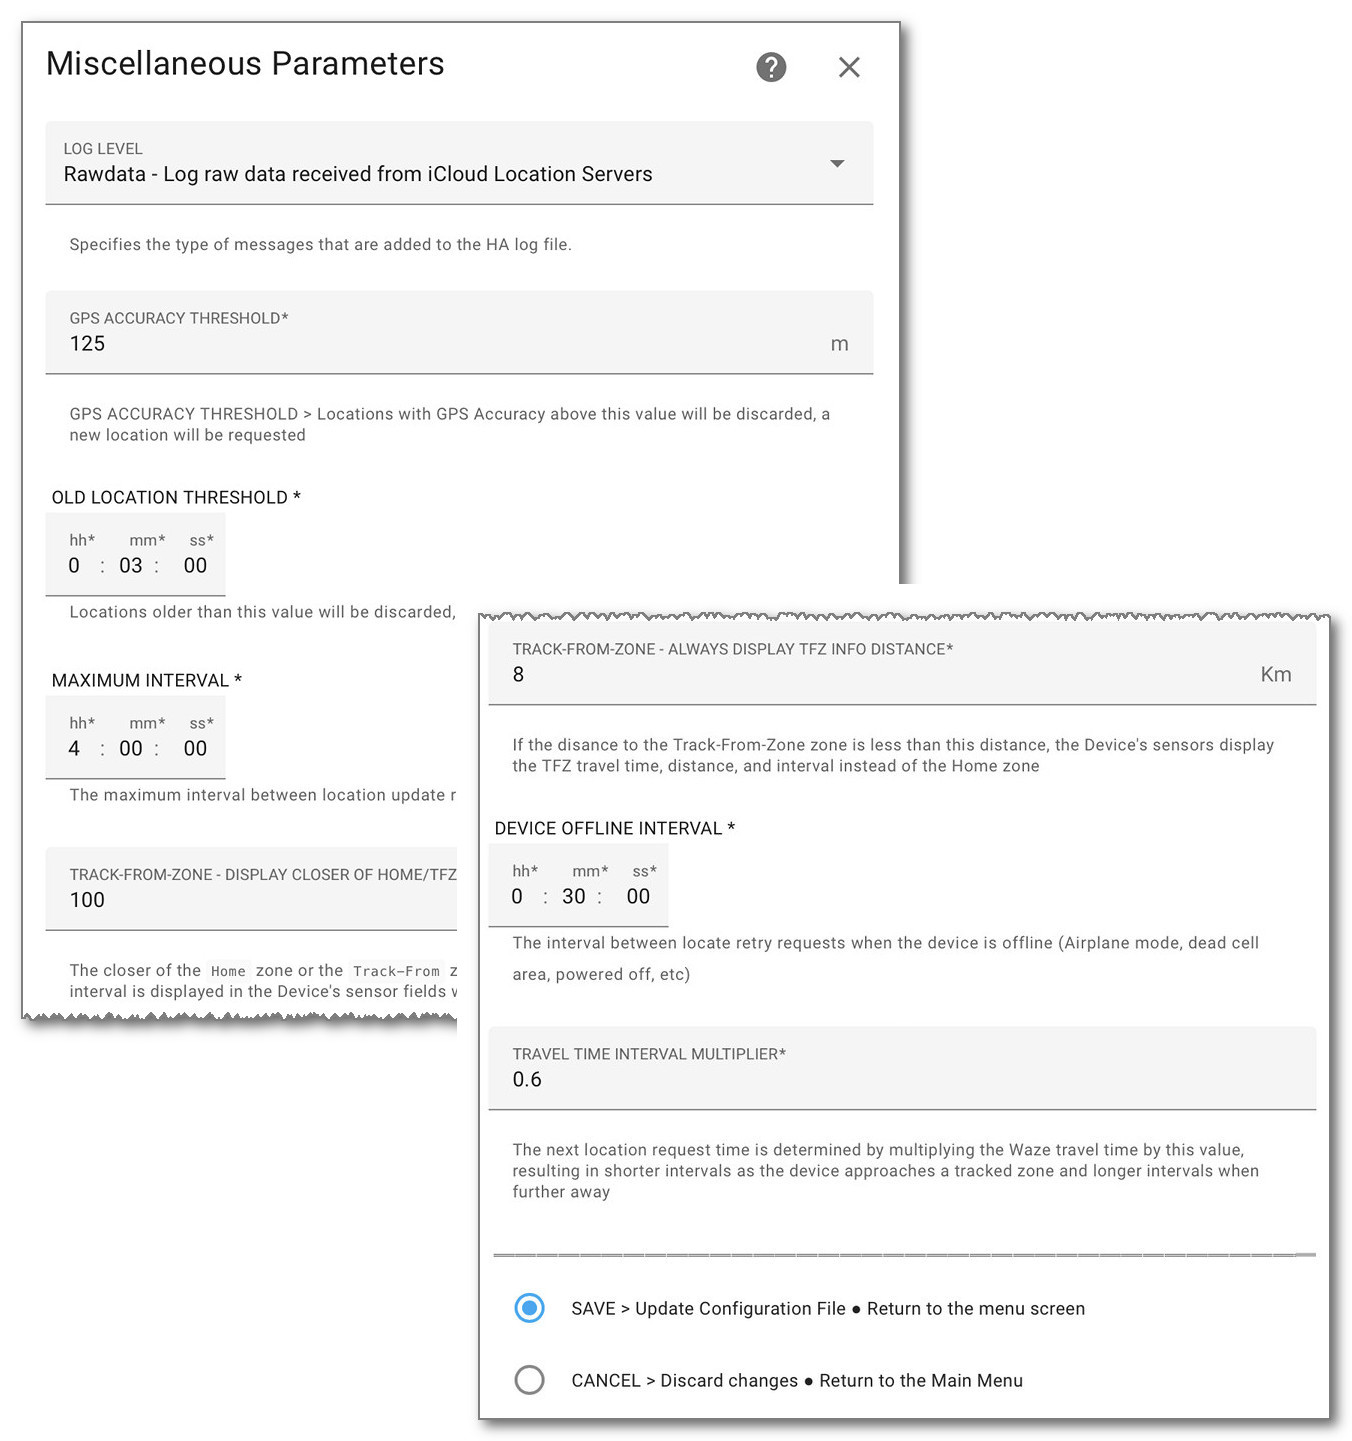 Miscellaneous Parameters
LOG LEVEL
Rawdata - Log raw data received from iCloud Location Servers
Specifies the type of messages that are added to the HA log file.
GPS ACCURACY THRESHOLD*
125 m
GPS ACCURACY THRESHOLD > Locations with GPS Accuracy above this value will be discarded, a
new location will be requested
OLD LOCATION THRESHOLD *
hh* mm* ss*
0 : 03 : 00
Locations older than this value will be discarded,
MAXIMUM INTERVAL *
hh* mm* ss*
4 : 00 : 00
The maximum interval between location update r
TRACK-FROM-ZONE - DISPLAY CLOSER OF HOME/TFZ
100
The closer of the Home zone or the Track-From z
interval is displayed in the Device's sensor fields
TRACK-FROM-ZONE - ALWAYS DISPLAY TFZ INFO DISTANCE*
8 Km
If the disance to the Track-From-Zone zone is less than this distance, the Device's sensors display
the TFZ travel time, distance, and interval instead of the Home zone
DEVICE OFFLINE INTERVAL *
hh* mm* ss*
0 : 30 : 00
The interval between locate retry requests when the device is offline (Airplane mode, dead cell
area, powered off, etc)
TRAVEL TIME INTERVAL MULTIPLIER*
0.6
The next location request time is determined by multiplying the Waze travel time by this value,
resulting in shorter intervals as the device approaches a tracked zone and longer intervals when
further away
SAVE > Update Configuration File ● Return to the menu screen
CANCEL > Discard changes ● Return to the Main Menu